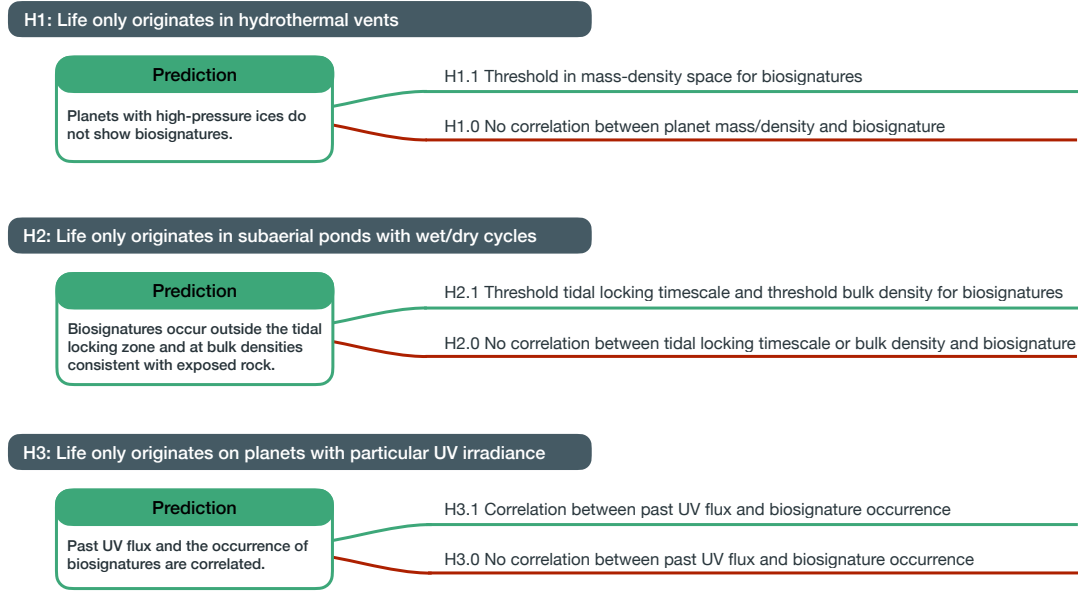 H1: Life only originates in hydrothermal vents
Prediction
Planets with high-pressure ices do
not show biosignatures.
H1.1 Threshold in mass-density space for biosignatures
H1.0 No correlation between planet mass/density and biosignature
H2: Life only originates in subaerial ponds with wet/dry cycles
Prediction
Biosignatures occur outside the tidal
locking zone and at bulk densities
consistent with exposed rock.
H2.1 Threshold tidal locking timescale and threshold bulk density for biosignatures
H2.0 No correlation between tidal locking timescale or bulk density and biosignature
H3: Life only originates on planets with particular UV irradiance
Prediction
Past UV flux and the occurrence of
biosignatures are correlated.
H3.1 Correlation between past UV flux and biosignature occurrence
H3.0 No correlation between past UV flux and biosignature occurrence